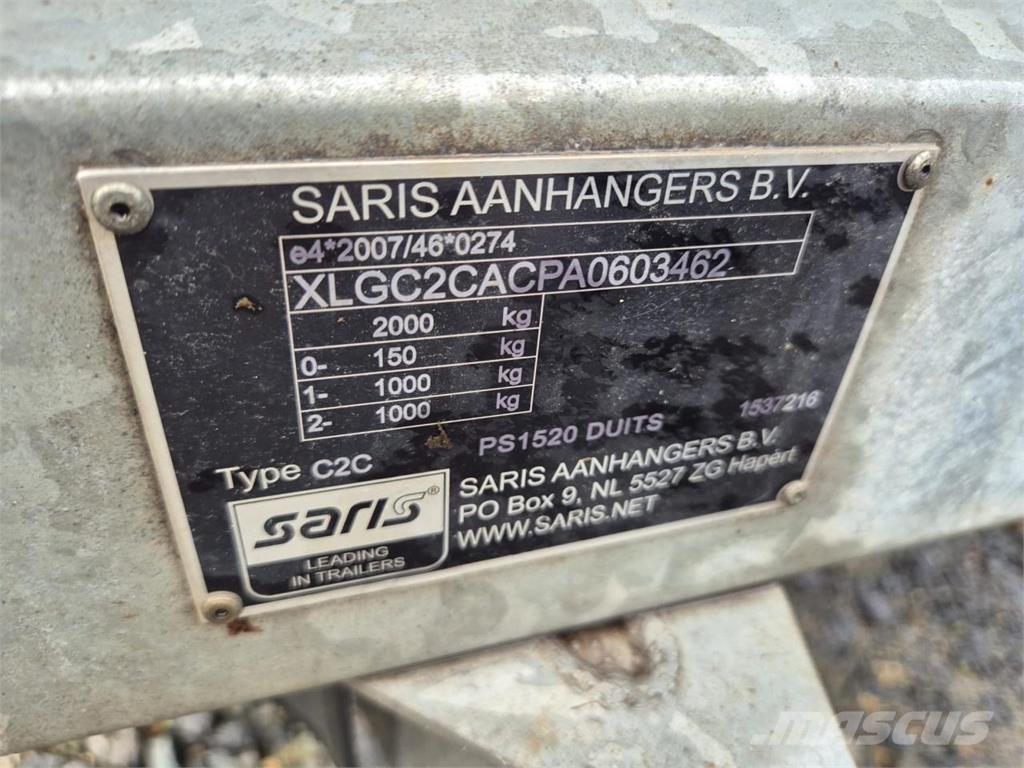 SARIS AANHANGERS B.V.
e4*2007/46*0274
XLGC2CACPA0603462
2000 kg
0- 150 kg
1- 1000 kg
2- 1000 kg
PS1520 DUITS 1537216
Type C2C
saris®
LEADING
IN TRAILERS
SARIS AANHANGERS B.V.
PO Box 9, NL 5527 ZG Hapert
WWW.SARIS.NET
MASCUS